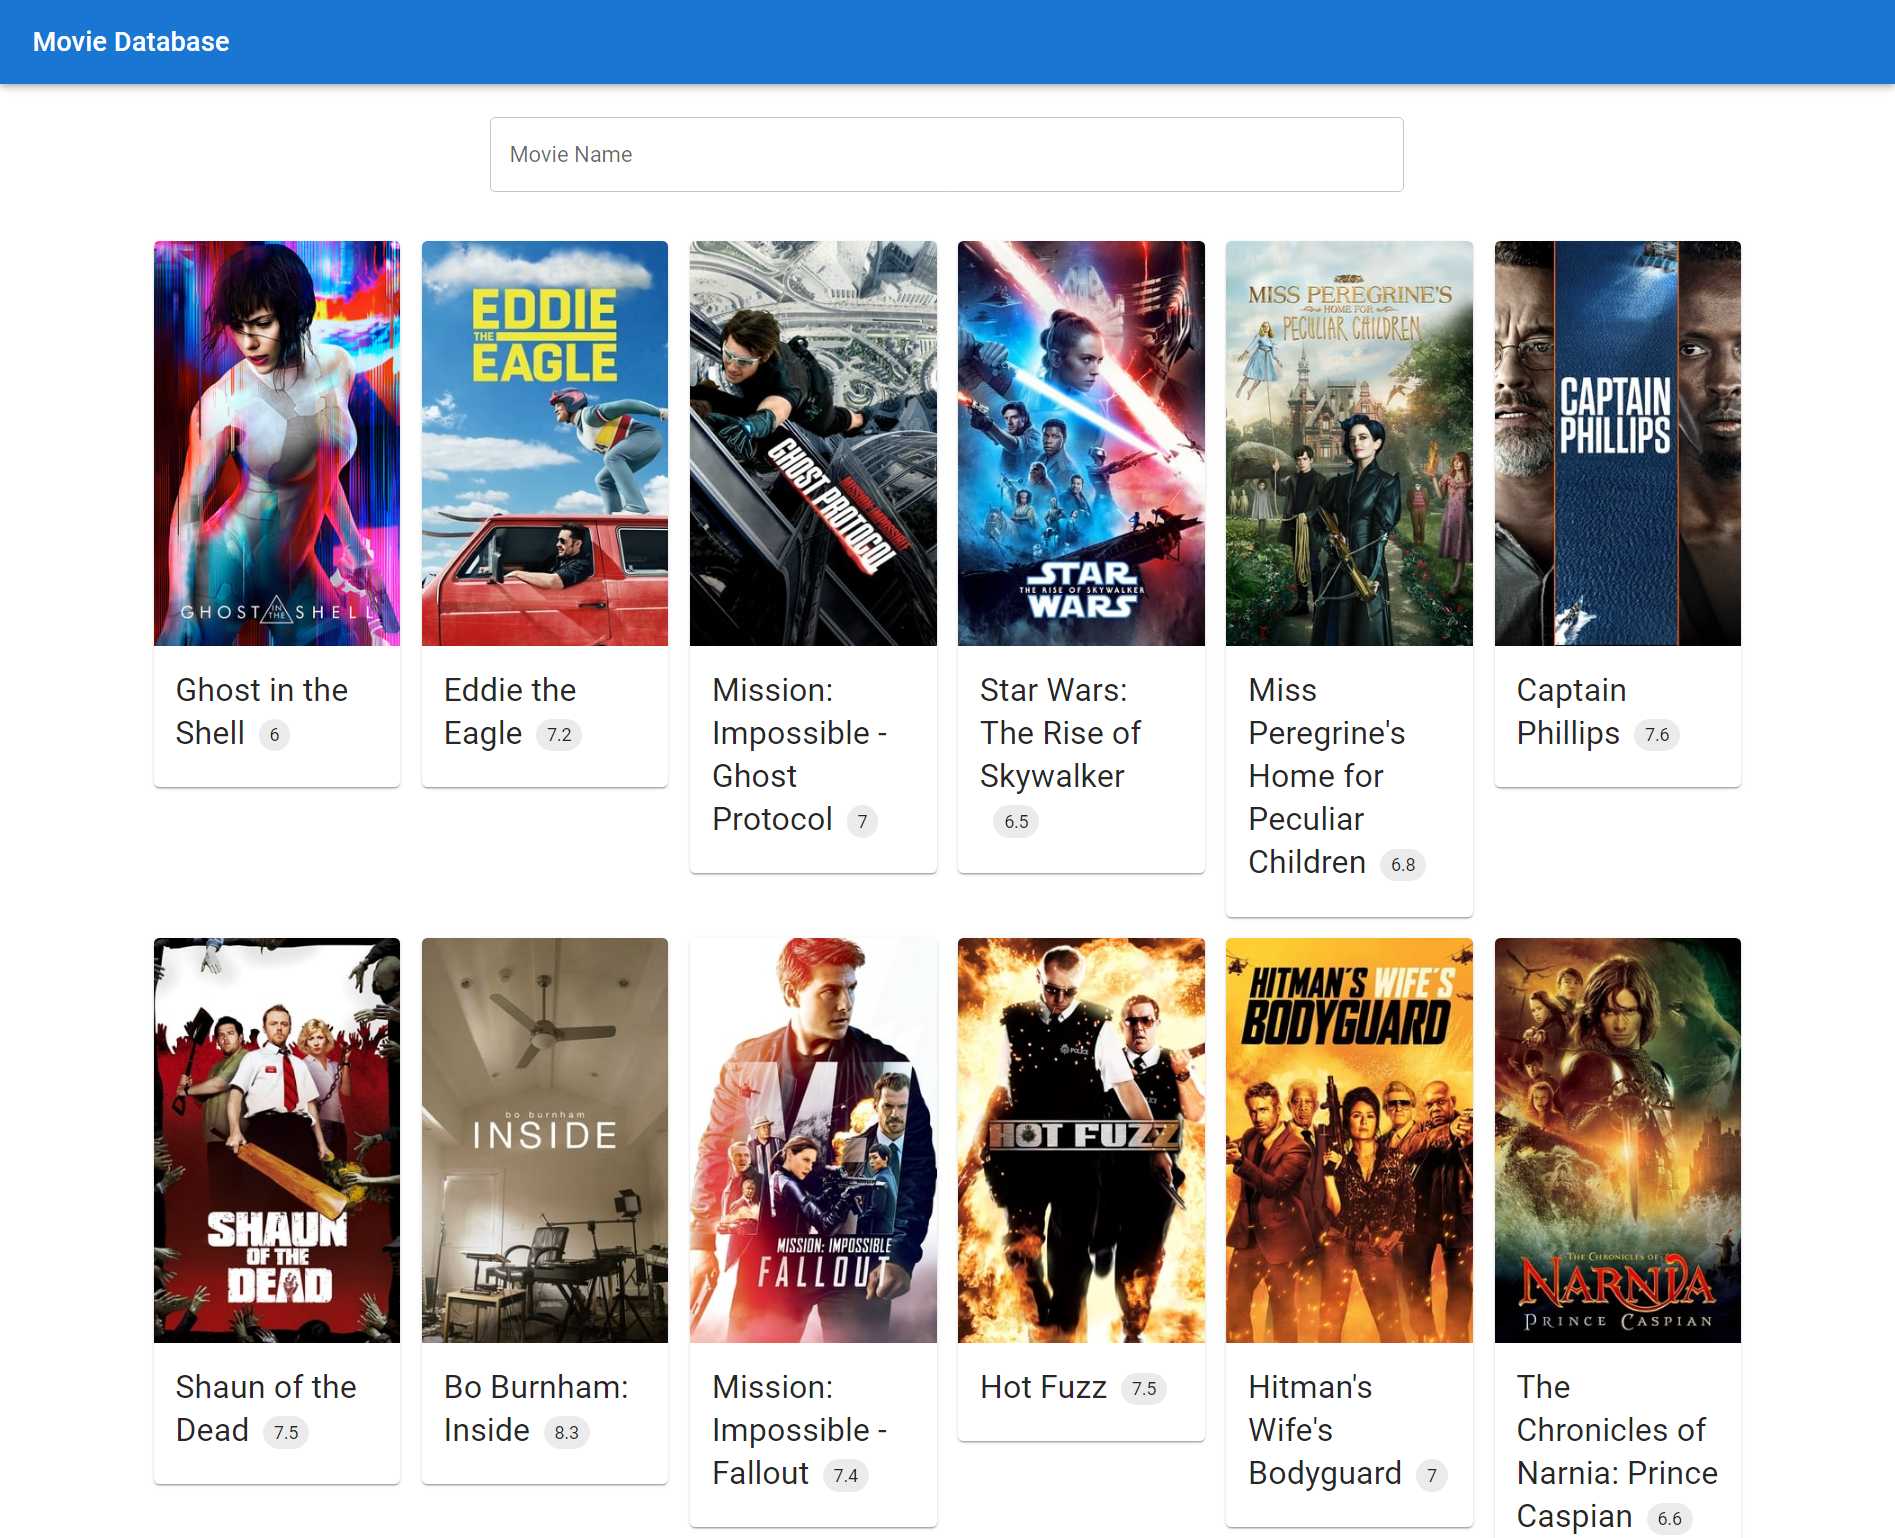 Movie Database
Movie Name
GHOST IN THE SHELL
EDDIE
THE
EAGLE
MISSION: IMPOSSIBLE
GHOST PROTOCOL
STAR
THE RISE OF SKYWALKER
WARS
MISS PEREGRINE'S
HOME FOR
PECULIAR CHILDREN
CAPTAIN
PHILLIPS
Ghost in the
Shell 6
Eddie the
Eagle 7.2
Mission:
Impossible -
Ghost
Protocol 7
Star Wars:
The Rise of
Skywalker
6.5
Miss
Peregrine's
Home for
Peculiar
Children 6.8
Captain
Phillips 7.6
SHAUN
OF THE
DEAD
bo burnham
INSIDE
MISSION: IMPOSSIBLE
FALLOUT
POLICE
HOT FUZZ
HITMAN'S WIFE'S
BODYGUARD
THE CHRONICLES OF
NARNIA
PRINCE CASPIAN
Shaun of the
Dead 7.5
Bo Burnham:
Inside 8.3
Mission:
Impossible -
Fallout 7.4
Hot Fuzz 7.5
Hitman's
Wife's
Bodyguard 7
The
Chronicles of
Narnia: Prince
Caspian 6.6